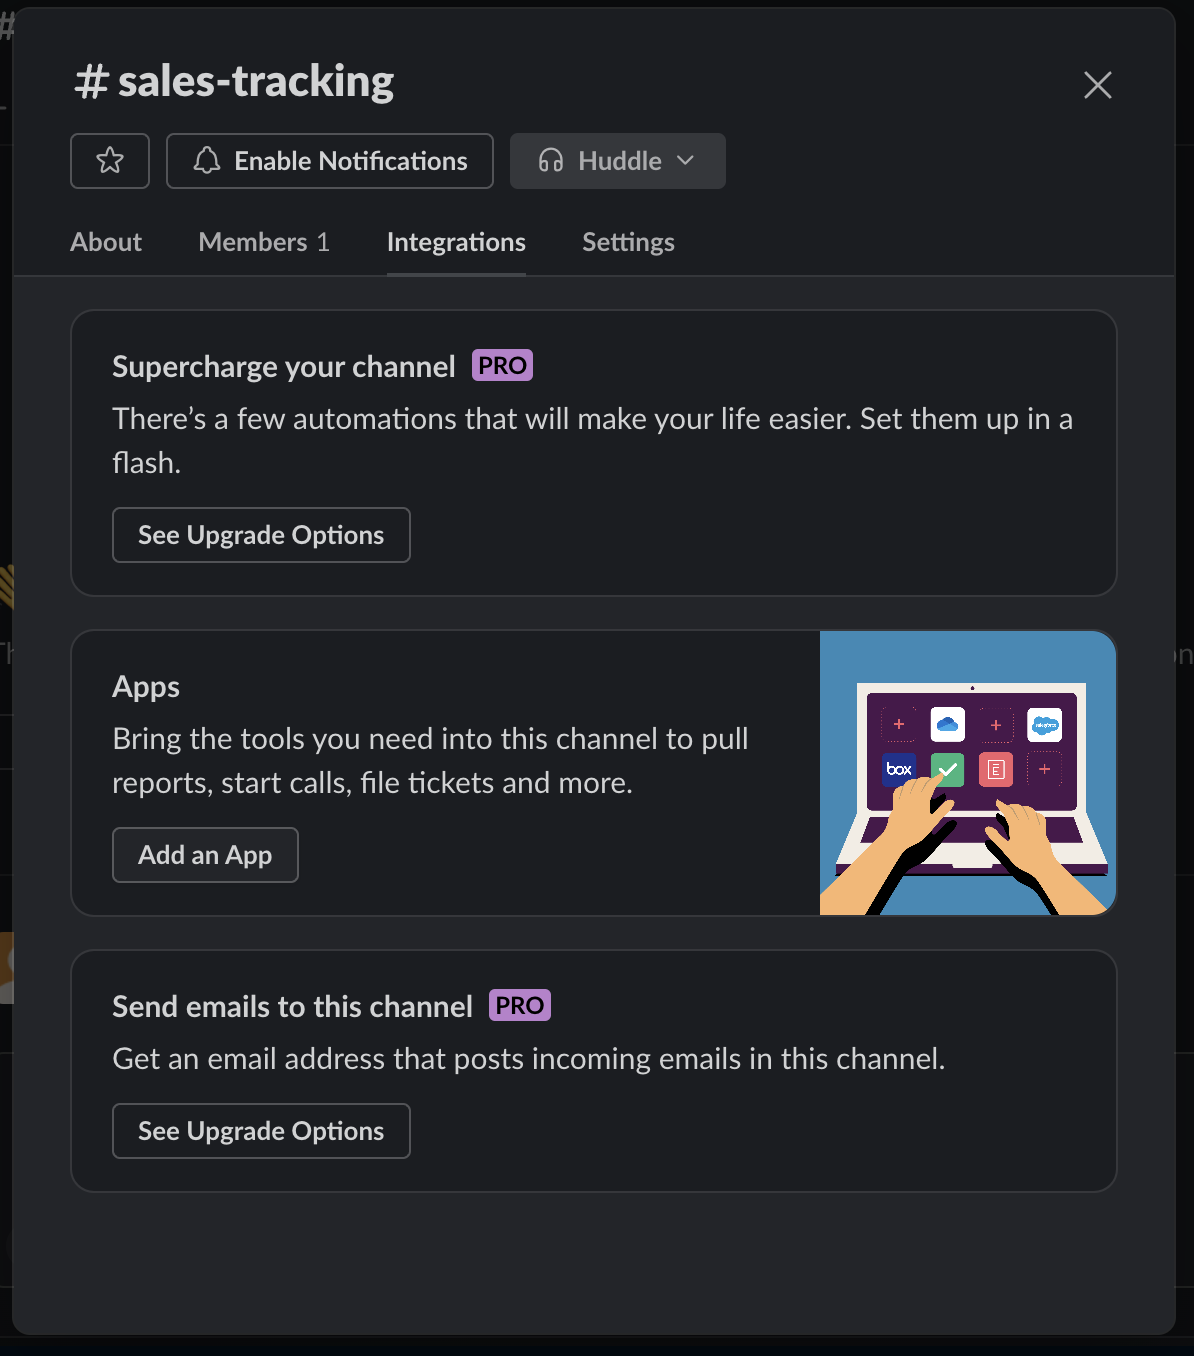 # sales-tracking
Enable Notifications
Huddle
About
Members 1
Integrations
Settings
Supercharge your channel PRO
There’s a few automations that will make your life easier. Set them up in a
flash.
See Upgrade Options
Apps
Bring the tools you need into this channel to pull
reports, start calls, file tickets and more.
Add an App
salesforce
box
Send emails to this channel PRO
Get an email address that posts incoming emails in this channel.
See Upgrade Options